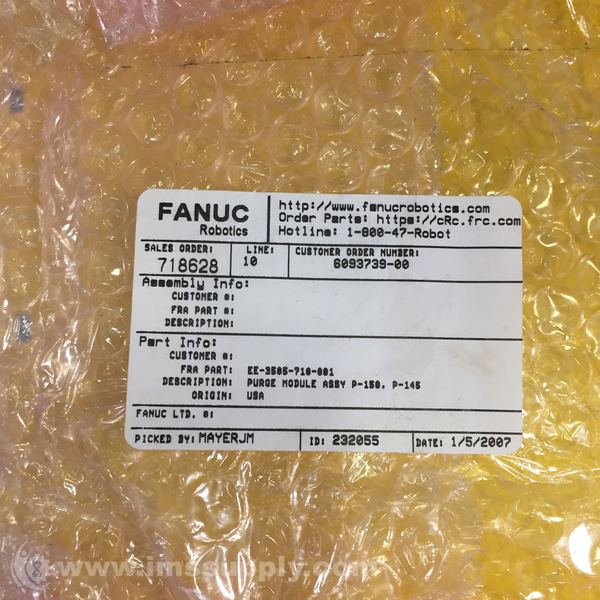 FANUC
Robotics
http://www.fanucrobotics.com
Order Parts: https://cRc.frc.com
Hotline: 1-800-47-Robot
SALES ORDER:
718628
LINE:
10
CUSTOMER ORDER NUMBER:
6093739-00
Assembly Info:
CUSTOMER #:
FRA PART #:
DESCRIPTION:
Part Info:
CUSTOMER #:
FRA PART: EE-3505-710-001
DESCRIPTION: PURGE MODULE ASSY P-150, P-145
ORIGIN: USA
FANUC LTD. #:
PICKED BY: MAYERJM
ID: 232055
DATE: 1/5/2007
www.imssupply.com